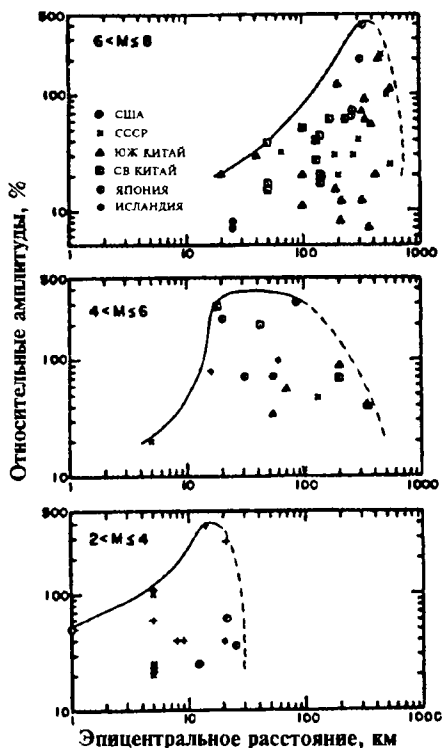 Относительные амплитуды, %
500
6 < M ≤ 8
США
СССР
ЮЖ КИТАЙ
СВ КИТАЙ
ЯПОНИЯ
ИСЛАНДИЯ
100
10
1 10 100 1000
500
4 < M ≤ 6
100
10
1 10 100 1000
500
2 < M ≤ 4
100
10
1 10 100 1000
Эпицентральное расстояние, км